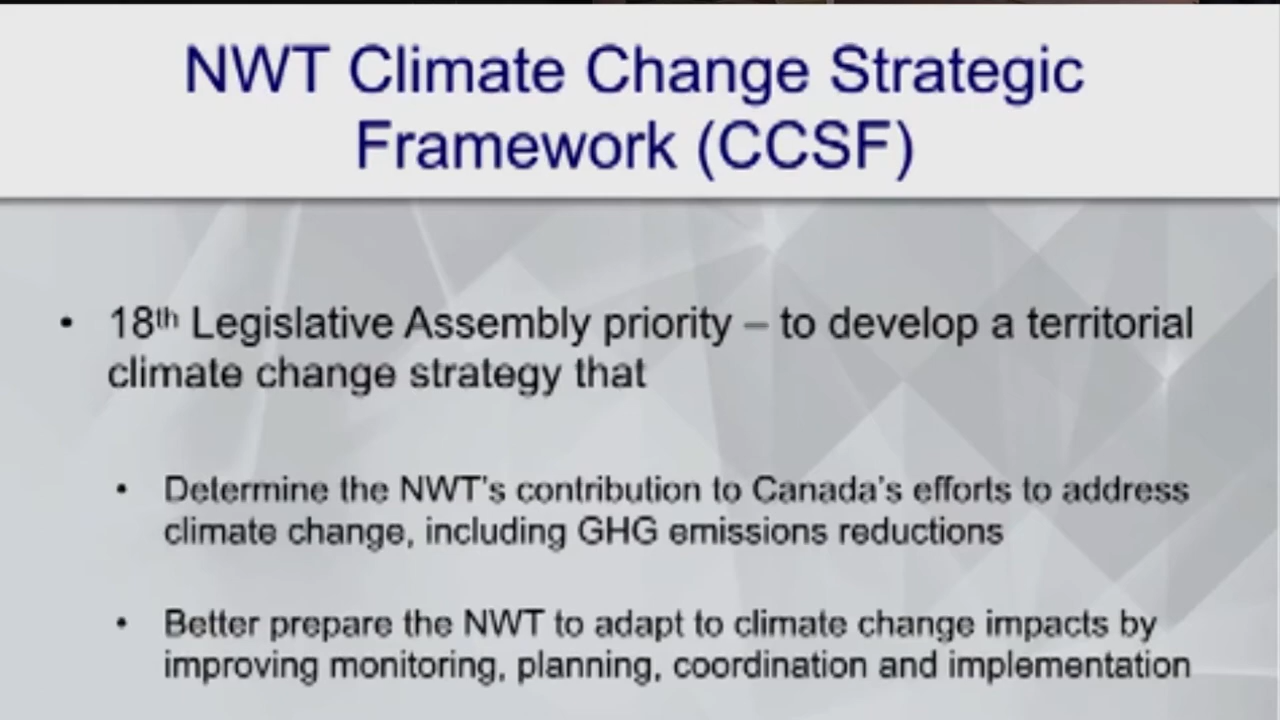 NWT Climate Change Strategic
Framework (CCSF)
• 18th Legislative Assembly priority – to develop a territorial
climate change strategy that
• Determine the NWT's contribution to Canada's efforts to address
climate change, including GHG emissions reductions
• Better prepare the NWT to adapt to climate change impacts by
improving monitoring, planning, coordination and implementation